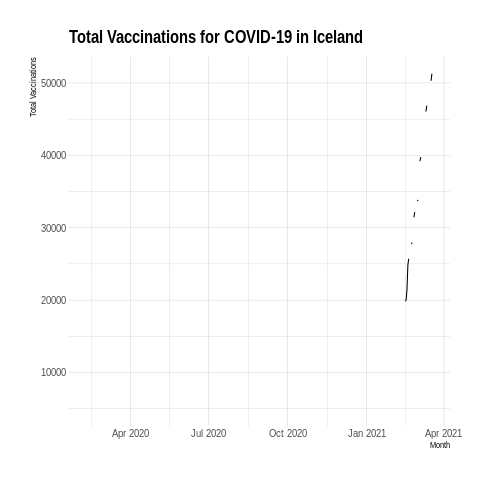 Total Vaccinations for COVID-19 in Iceland
Total Vaccinations
50000
40000
30000
20000
10000
Apr 2020
Jul 2020
Oct 2020
Jan 2021
Apr 2021
Month